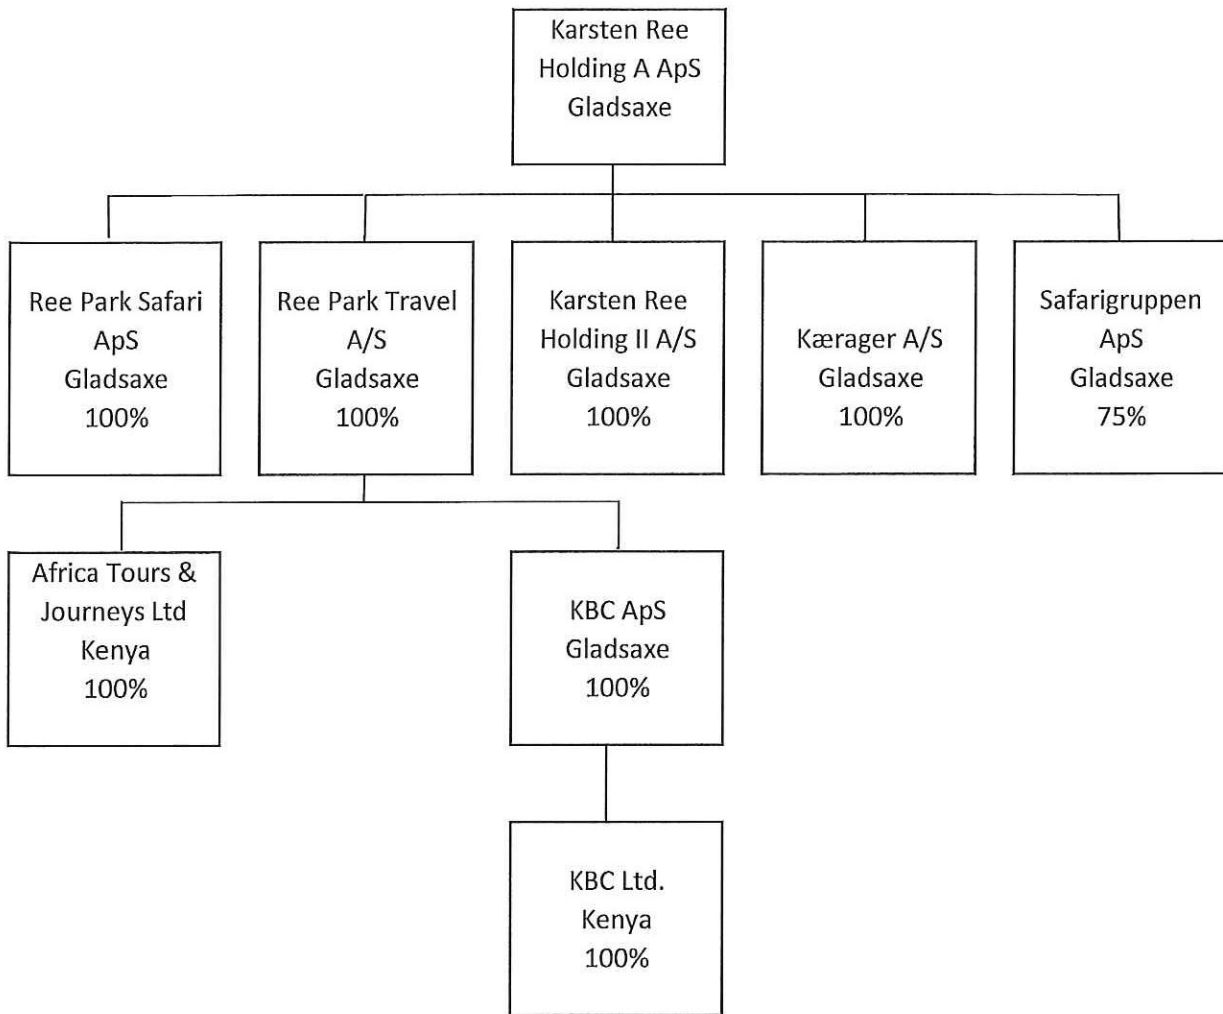 Karsten Ree
Holding A ApS
Gladsaxe
Ree Park Safari
ApS
Gladsaxe
100%
Ree Park Travel
A/S
Gladsaxe
100%
Karsten Ree
Holding II A/S
Gladsaxe
100%
Kærager A/S
Gladsaxe
100%
Safarigruppen
ApS
Gladsaxe
75%
Africa Tours &
Journeys Ltd
Kenya
100%
KBC ApS
Gladsaxe
100%
KBC Ltd.
Kenya
100%